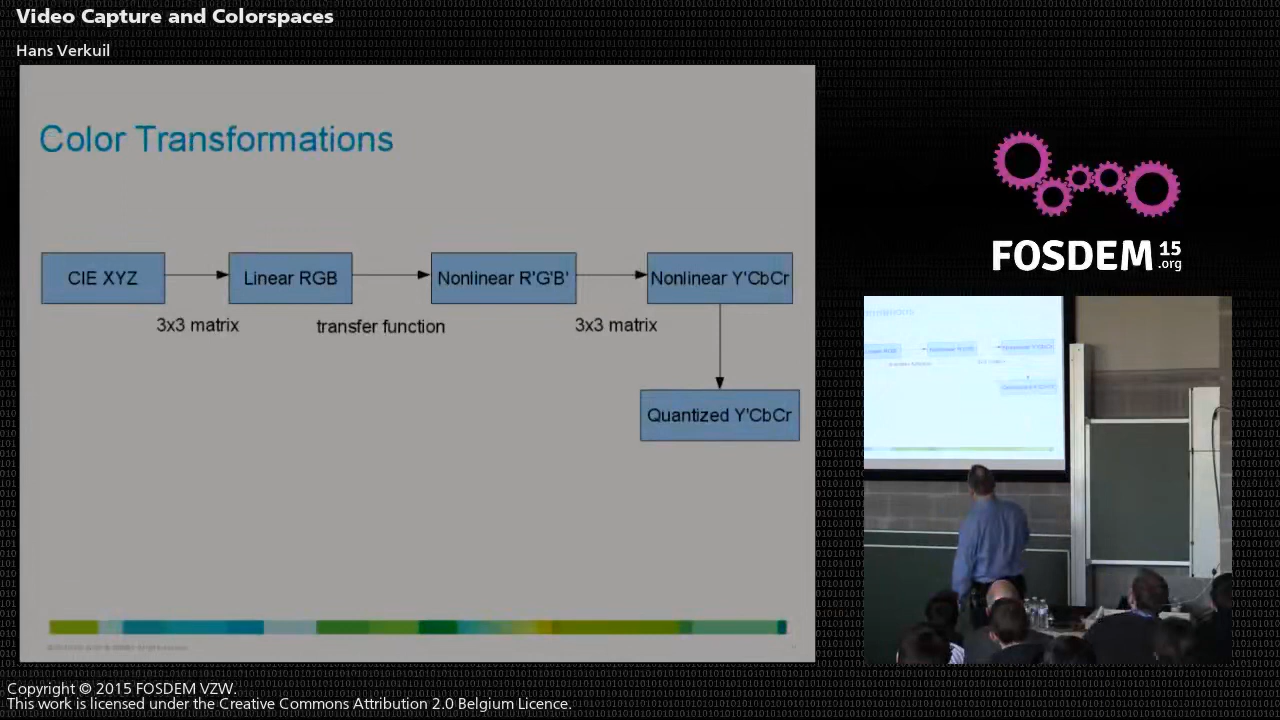 Video Capture and Colorspaces
Hans Verkuil
Color Transformations
CIE XYZ
Linear RGB
Nonlinear R'G'B'
Nonlinear Y'CbCr
3x3 matrix
transfer function
3x3 matrix
Quantized Y'CbCr
FOSDEM 15
.org
Copyright © 2015 FOSDEM VZW.
This work is licensed under the Creative Commons Attribution 2.0 Belgium Licence.